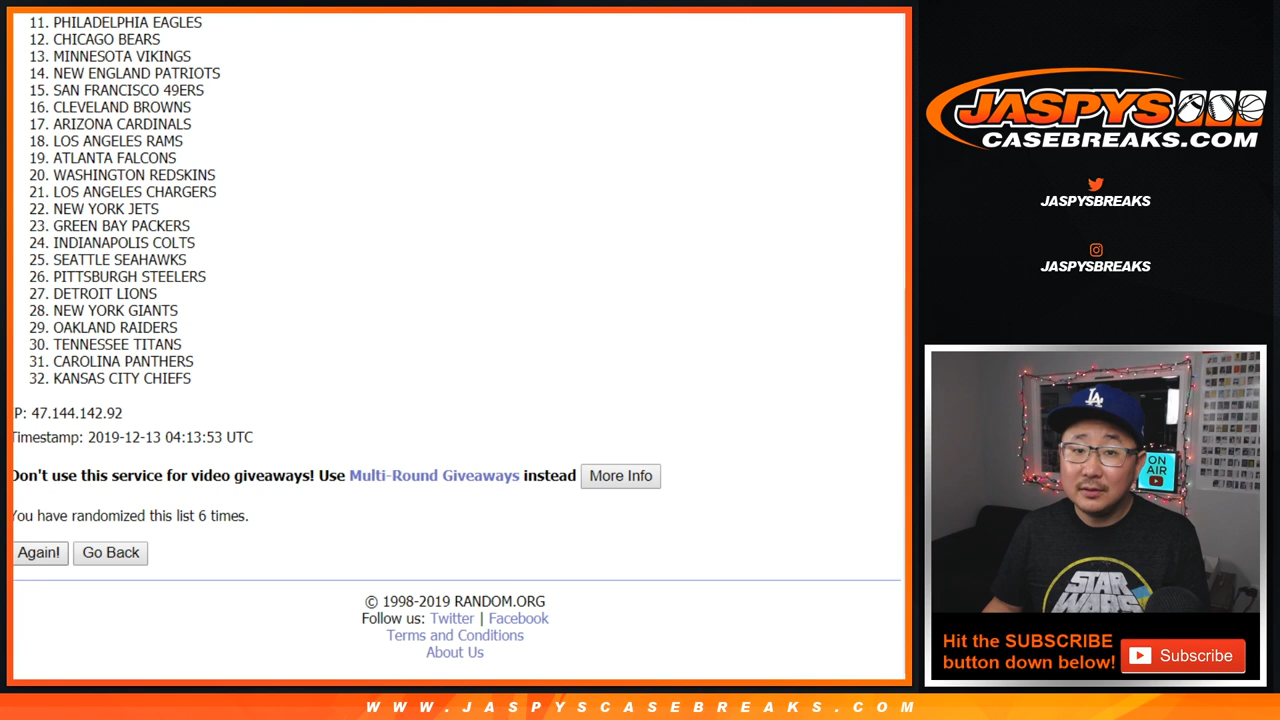 11. PHILADELPHIA EAGLES
12. CHICAGO BEARS
13. MINNESOTA VIKINGS
14. NEW ENGLAND PATRIOTS
15. SAN FRANCISCO 49ERS
16. CLEVELAND BROWNS
17. ARIZONA CARDINALS
18. LOS ANGELES RAMS
19. ATLANTA FALCONS
20. WASHINGTON REDSKINS
21. LOS ANGELES CHARGERS
22. NEW YORK JETS
23. GREEN BAY PACKERS
24. INDIANAPOLIS COLTS
25. SEATTLE SEAHAWKS
26. PITTSBURGH STEELERS
27. DETROIT LIONS
28. NEW YORK GIANTS
29. OAKLAND RAIDERS
30. TENNESSEE TITANS
31. CAROLINA PANTHERS
32. KANSAS CITY CHIEFS
IP: 47.144.142.92
Timestamp: 2019-12-13 04:13:53 UTC
Don't use this service for video giveaways! Use Multi-Round Giveaways instead More Info
You have randomized this list 6 times.
Again! Go Back
© 1998-2019 RANDOM.ORG
Follow us: Twitter | Facebook
Terms and Conditions
About Us
JASPYS
CASEBREAKS.COM
JASPYSBREAKS
JASPYSBREAKS
LA
ON
AIR
STAR
WARS
Hit the SUBSCRIBE
button down below!
Subscribe
WWW.JASPYSCASEBREAKS.COM